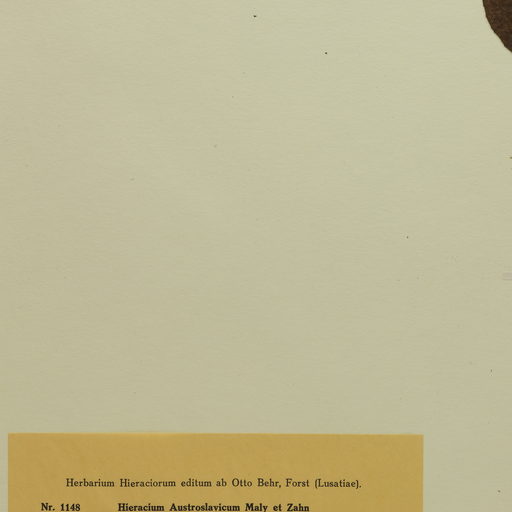 Herbarium Hieraciorum editum ab Otto Behr, Forst (Lusatiae).
Nr. 1148 Hieracium Austroslavicum Maly et Zahn